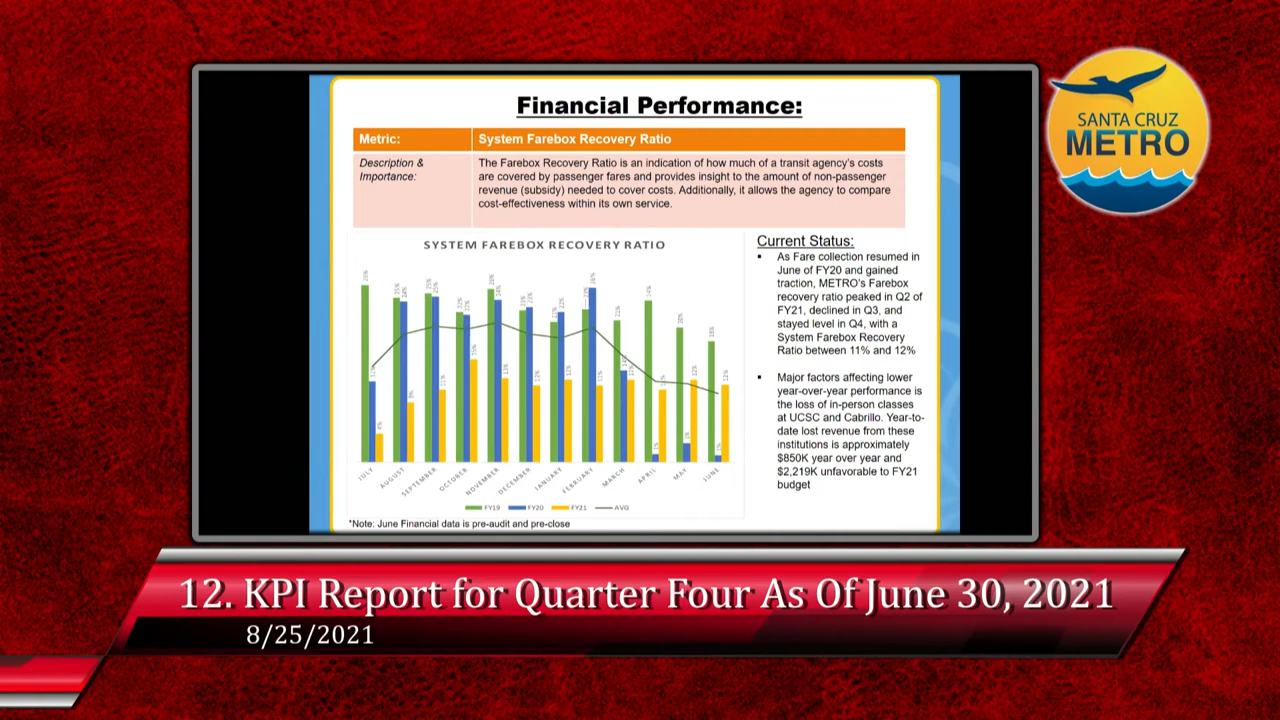 Financial Performance:
Metric: System Farebox Recovery Ratio
Description &
Importance:
The Farebox Recovery Ratio is an indication of how much of a transit agency's costs
are covered by passenger fares and provides insight to the amount of non-passenger
revenue (subsidy) needed to cover costs. Additionally, it allows the agency to compare
cost-effectiveness within its own service.
SYSTEM FAREBOX RECOVERY RATIO
JULY
AUGUST
SEPTEMBER
OCTOBER
NOVEMBER
DECEMBER
JANUARY
FEBRUARY
MARCH
APRIL
MAY
JUNE
FY19 FY20 FY21 AVG
*Note: June Financial data is pre-audit and pre-close
Current Status:
▪ As Fare collection resumed in
June of FY20 and gained
traction, METRO's Farebox
recovery ratio peaked in Q2 of
FY21, declined in Q3, and
stayed level in Q4, with a
System Farebox Recovery
Ratio between 11% and 12%
▪ Major factors affecting lower
year-over-year performance is
the loss of in-person classes
at UCSC and Cabrillo. Year-to-
date lost revenue from these
institutions is approximately
$850K year over year and
$2,219K unfavorable to FY21
budget
SANTA CRUZ
METRO
12. KPI Report for Quarter Four As Of June 30, 2021
8/25/2021